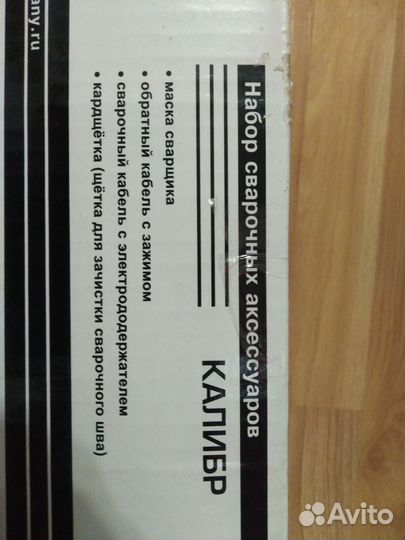 Набор сварочных аксессуаров
КАЛИБР
• маска сварщика
• обратный кабель с зажимом
• сварочный кабель с электрододержателем
• кардщётка (щётка для зачистки сварочного шва)
any.ru
Avito